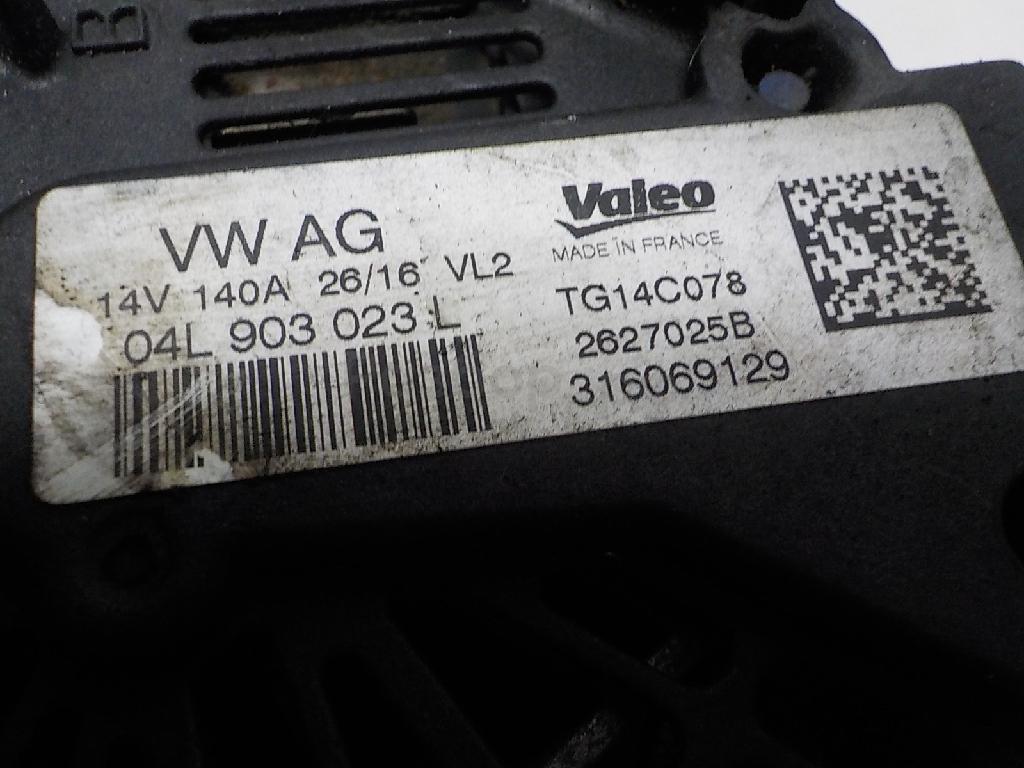 B
VW AG
14V 140A 26/16 VL2
04L 903 023 L
Valeo
MADE IN FRANCE
TG14C078
2627025B
316069129